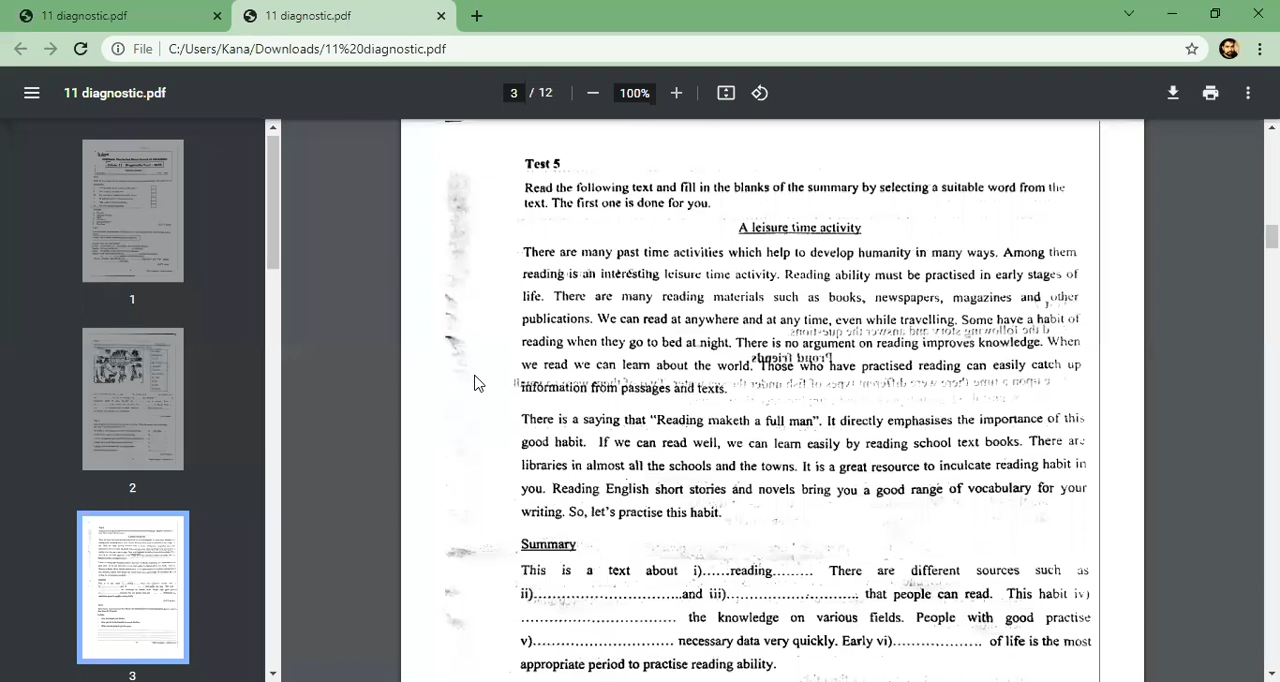 11 diagnostic.pdf
11 diagnostic.pdf
File
C:/Users/Kana/Downloads/11%20diagnostic.pdf
11 diagnostic.pdf
3 / 12
100%
1
2
3
Test 5
Read the following text and fill in the blanks of the summary by selecting a suitable word from the
text. The first one is done for you.
A leisure time activity
There are many past time activities which help to develop humanity in many ways. Among them
reading is an interesting leisure time activity. Reading ability must be practised in early stages of
life. There are many reading materials such as books, newspapers, magazines and other
publications. We can read at anywhere and at any time, even while travelling. Some have a habit of
reading when they go to bed at night. There is no argument on reading improves knowledge. When
we read we can learn about the world. Those who have practised reading can easily catch up
information from passages and texts.
There is a saying that “Reading maketh a full man”. It directly emphasises the importance of this
good habit. If we can read well, we can learn easily by reading school text books. There are
libraries in almost all the schools and the towns. It is a great resource to inculcate reading habit in
you. Reading English short stories and novels bring you a good range of vocabulary for your
writing. So, let’s practise this habit.
Summary
This is a text about i)......reading....... There are different sources such as
ii)..............................and iii)........................... that people can read. This habit iv)
............................... the knowledge on various fields. People with good practise
v)............................. necessary data very quickly. Early vi).................. of life is the most
appropriate period to practise reading ability.